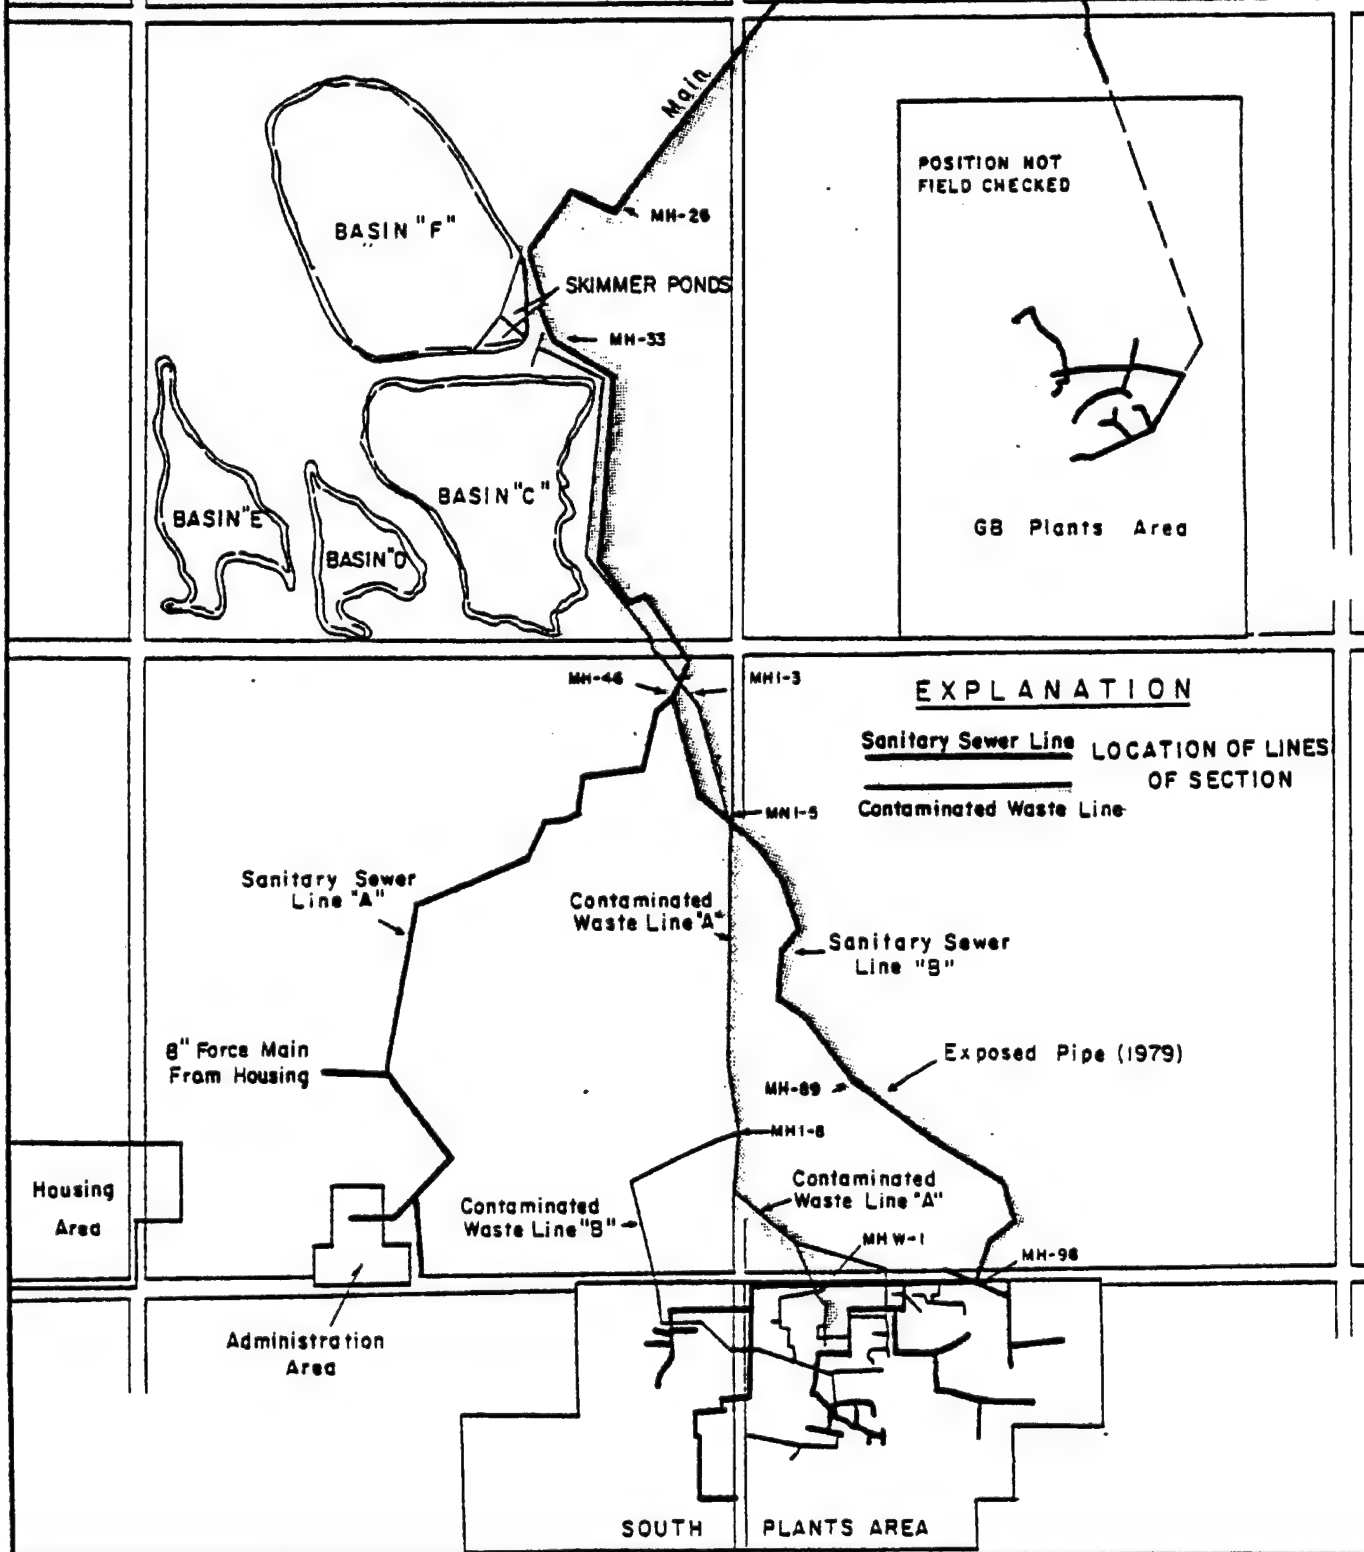 Main
POSITION NOT
FIELD CHECKED
BASIN "F"
MH-26
SKIMMER PONDS
MH-33
BASIN "C"
BASIN "E
BASIN "D
GB Plants Area
MH-46
MH1-3
EXPLANATION
Sanitary Sewer Line
LOCATION OF LINES
OF SECTION
Contaminated Waste Line
MN1-5
Sanitary Sewer
Line "A"
Contaminated
Waste Line "A"
Sanitary Sewer
Line "B"
8" Force Main
From Housing
Exposed Pipe (1979)
MH-89
MH1-8
Housing
Area
Contaminated
Waste Line "B"
Contaminated
Waste Line "A"
MH W-1
MH-98
Administration
Area
SOUTH PLANTS AREA